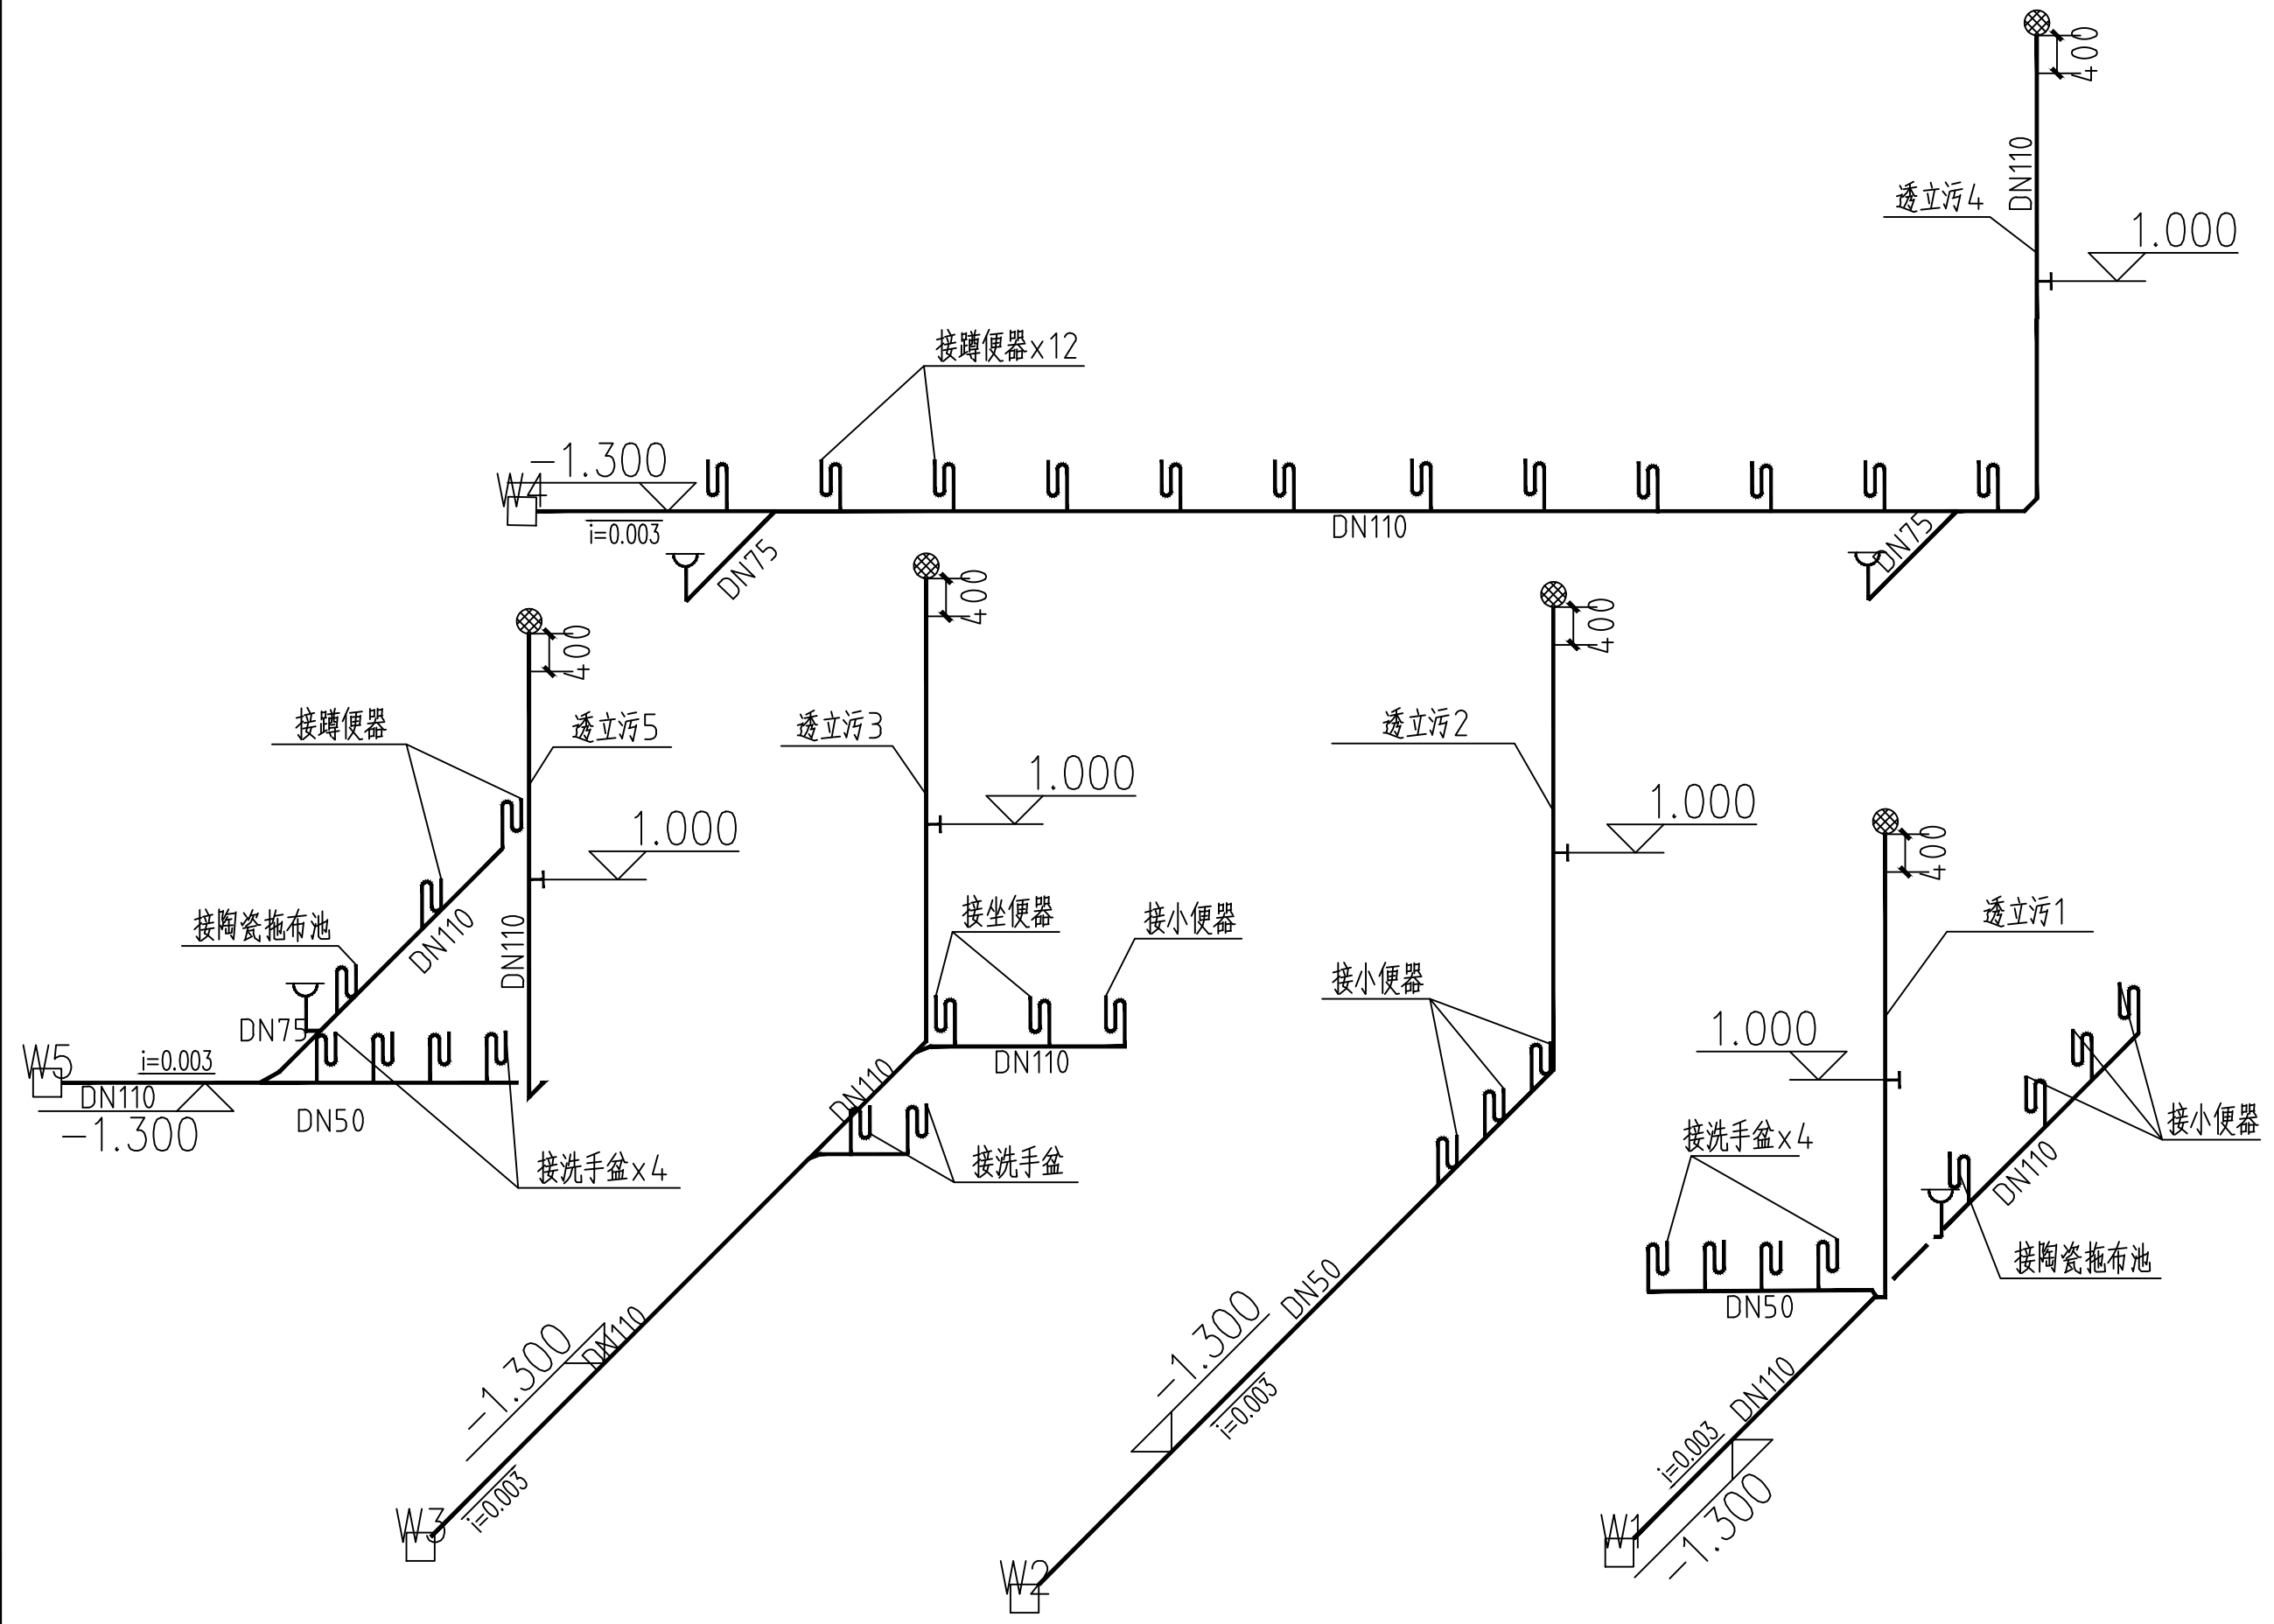 400
DN110
透立污4
1.000
接蹲便器x12
-1.300
W4
i=0.003
DN110
DN75
DN75
400
400
400
接蹲便器
透立污5
透立污3
透立污2
1.000
1.000
1.000
400
接陶瓷拖布池
DN110
DN110
接坐便器
接小便器
接小便器
透立污1
1.000
DN75
W5
i=0.003
DN110
-1.300
DN50
DN110
DN110
接洗手盆x4
接洗手盆
接洗手盆x4
接小便器
DN110
接陶瓷拖布池
DN50
-1.300
DN110
-1.300
DN50
i=0.003
DN110
i=0.003
W3
i=0.003
W1
-1.300
W2